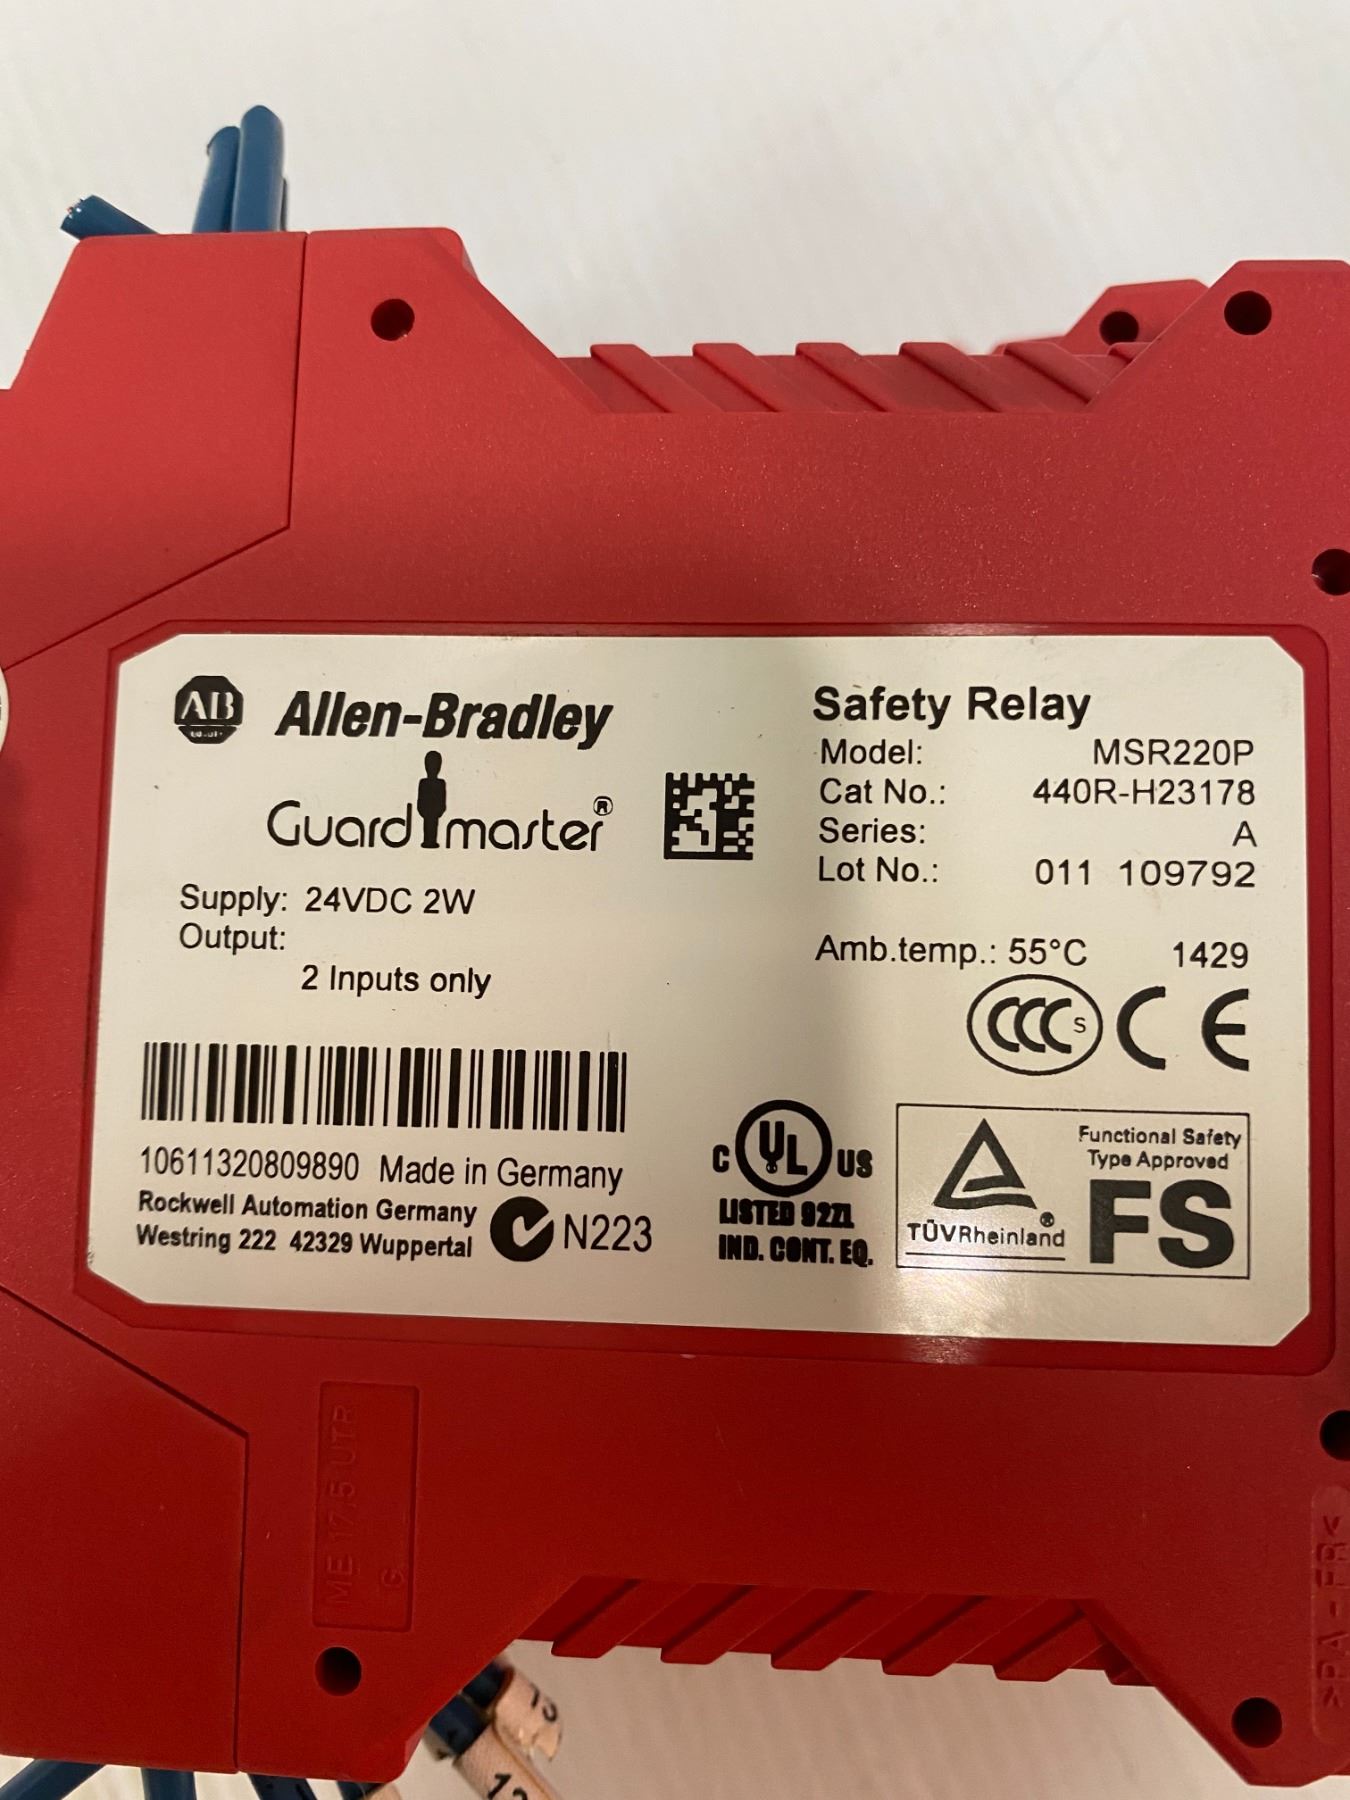 AB
Allen-Bradley
Guardmaster®
Supply: 24VDC 2W
Output:
2 Inputs only
10611320809890 Made in Germany
Rockwell Automation Germany
Westring 222 42329 Wuppertal
N223
Safety Relay
Model: MSR220P
Cat No.: 440R-H23178
Series: A
Lot No.: 011 109792
Amb.temp.: 55°C 1429
CCC S CE
C UL US
LISTED 92ZL
IND. CONT. EQ.
TÜVRheinland®
Functional Safety
Type Approved
FS
ME 17,5 UTR
G
13